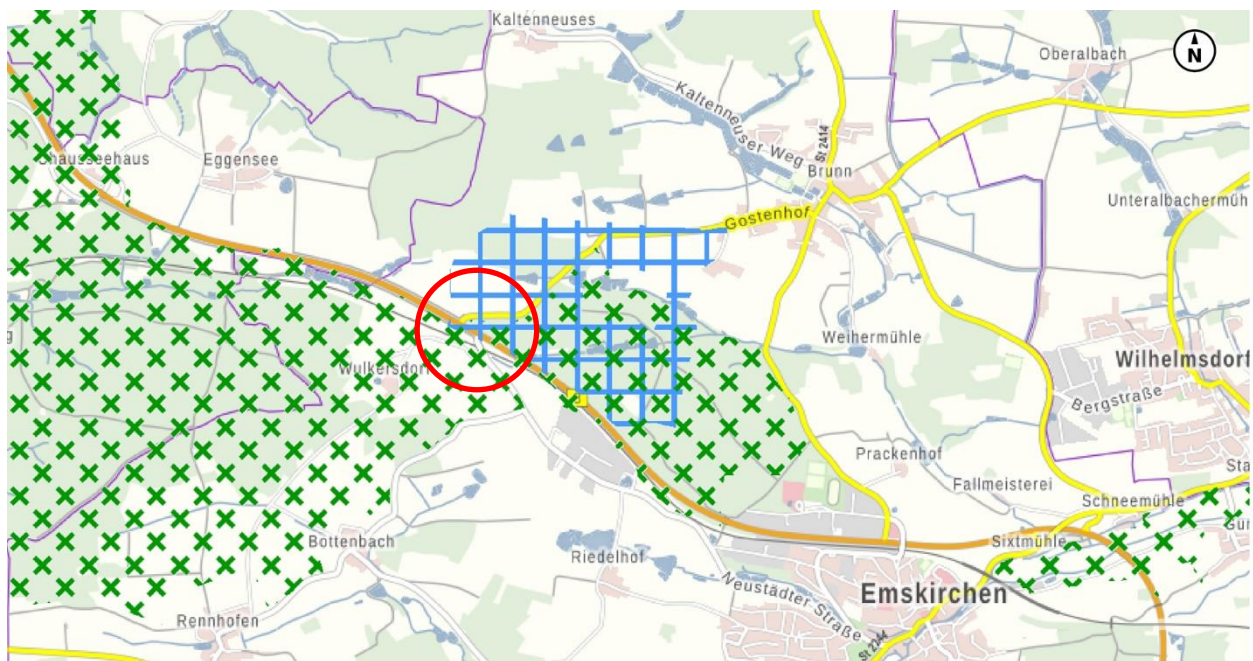 Kaltenneuses
N
Oberalbach
Kaltenneuser Weg
St 2414
Chausseehaus
Eggensee
Brunn
Unteralbachermüh
Gostenhof
Weihermühle
Wilhelmsdorf
Wulkersdorf
Bergstraße
Prackenhof
Fallmeisterei
Schneemühle
Sixtmühle
Bottenbach
Riedelhof
Emskirchen
Neustädter Straße
Rennhofen
St 2244